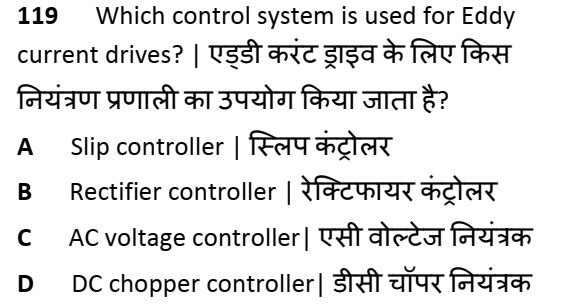 119 Which control system is used for Eddy
current drives? | एड्डी करंट ड्राइव के लिए किस
नियंत्रण प्रणाली का उपयोग किया जाता है?
A Slip controller | स्लिप कंट्रोलर
B Rectifier controller | रेक्टिफायर कंट्रोलर
C AC voltage controller| एसी वोल्टेज नियंत्रक
D DC chopper controller| डीसी चॉपर नियंत्रक